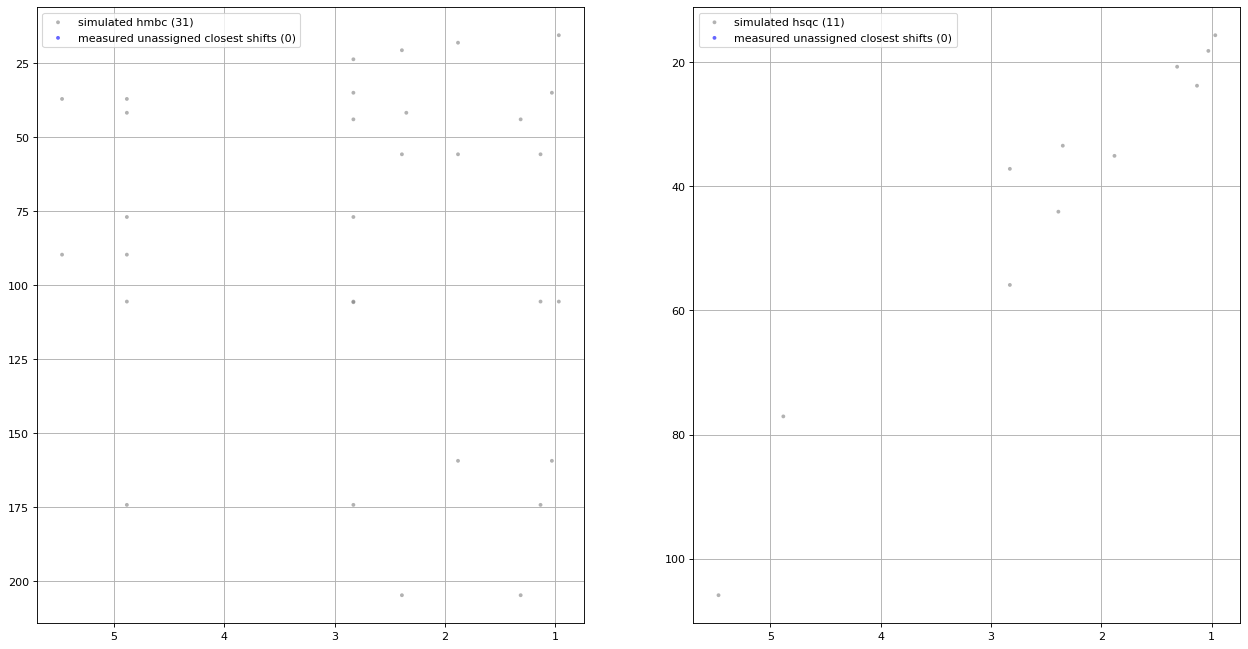 simulated hmbc (31)
measured unassigned closest shifts (0)
25
50
75
100
125
150
175
200
5 4 3 2 1
simulated hsqc (11)
measured unassigned closest shifts (0)
20
40
60
80
100
5 4 3 2 1